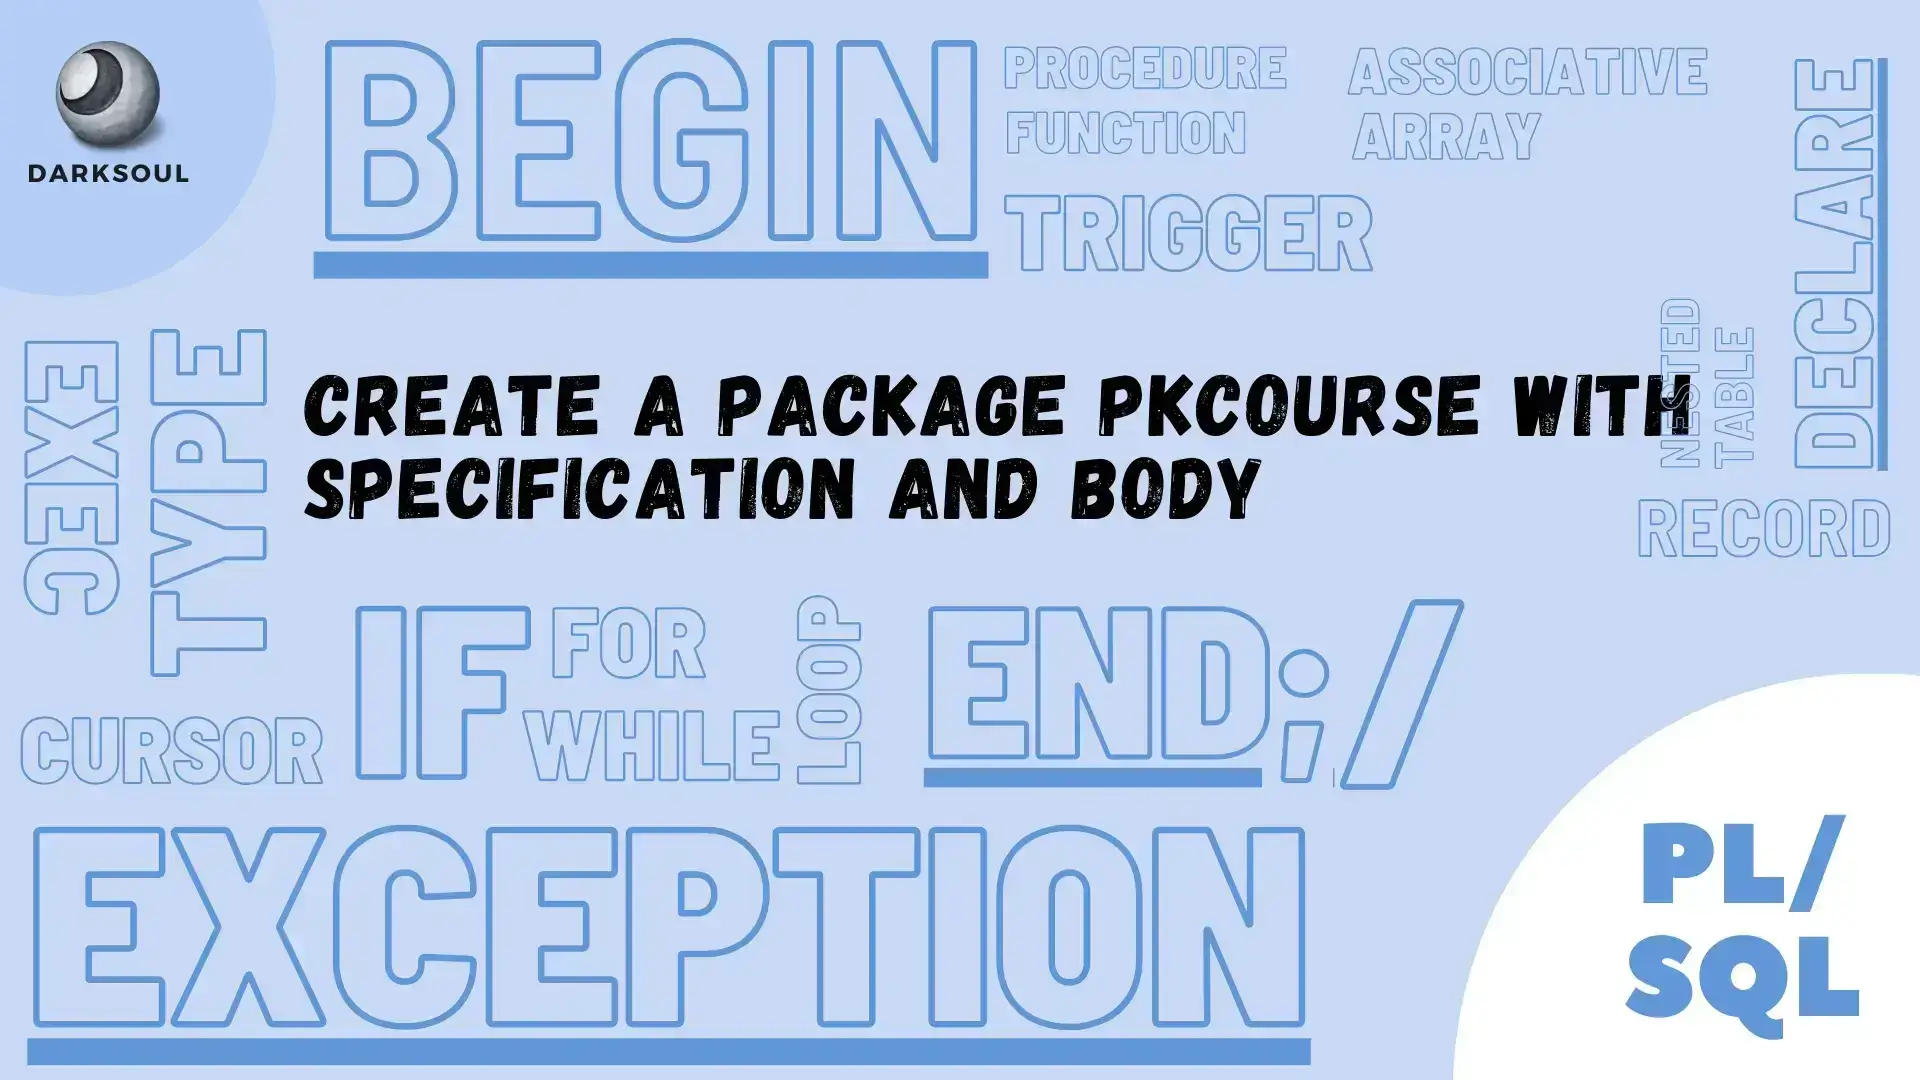 DARKSOUL
BEGIN
PROCEDURE
FUNCTION
TRIGGER
ASSOCIATIVE
ARRAY
DECLARE
NESTED
TABLE
RECORD
EXEC
TYPE
CREATE A PACKAGE PKCOURSE WITH
SPECIFICATION AND BODY
CURSOR
IF
FOR
WHILE
LOOP
END;/
EXCEPTION
PL/
SQL